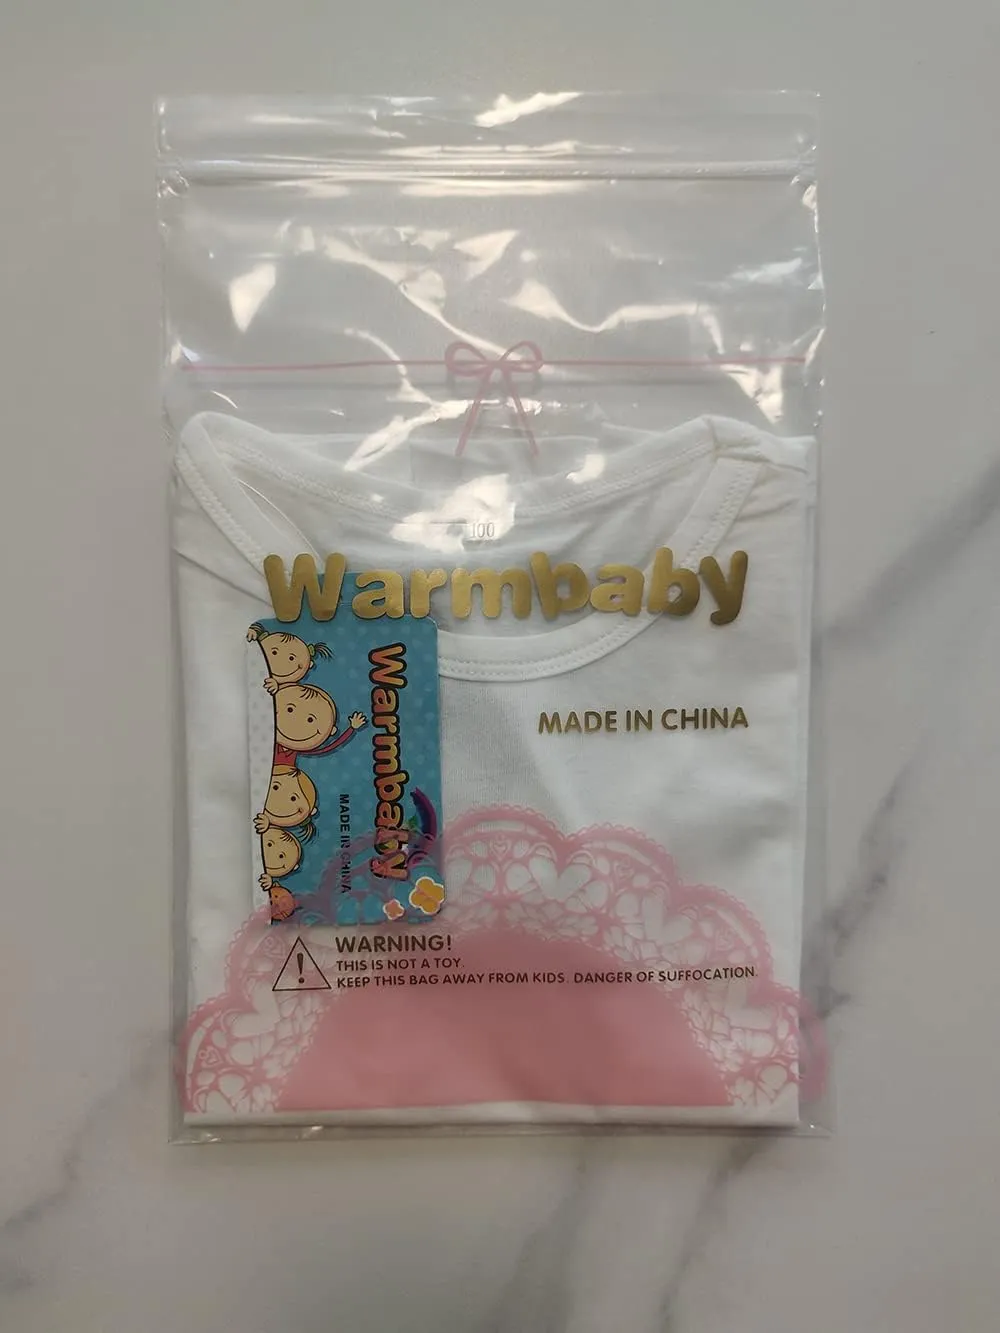 100
Warmbaby
MADE IN CHINA
Warmbaby
MADE IN CHINA
WARNING!
THIS IS NOT A TOY.
KEEP THIS BAG AWAY FROM KIDS. DANGER OF SUFFOCATION.